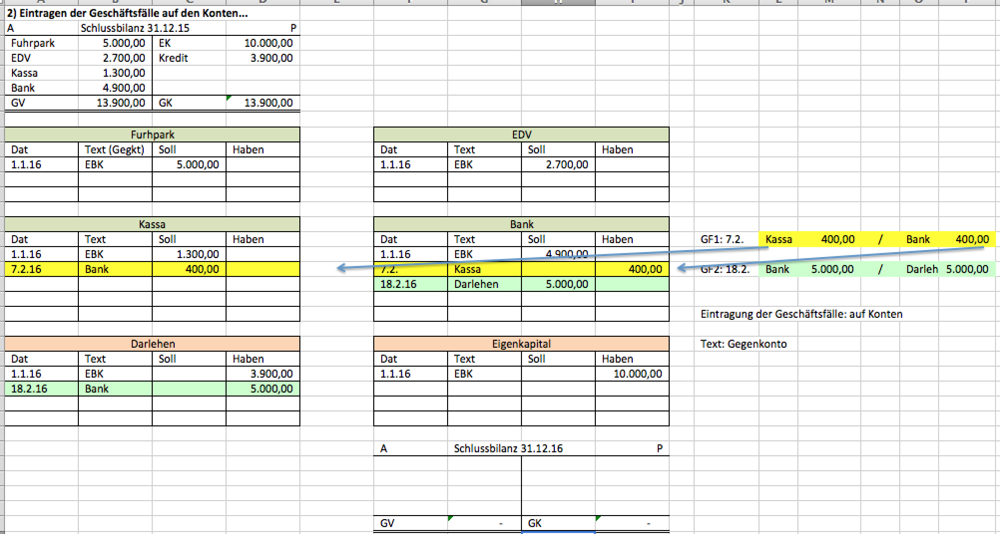 2) Eintragen der Geschäftsfälle auf den Konten...
A Schlussbilanz 31.12.15 P
Fuhrpark 5.000,00 EK 10.000,00
EDV 2.700,00 Kredit 3.900,00
Kassa 1.300,00
Bank 4.900,00
GV 13.900,00 GK 13.900,00
Furhpark
Dat Text (Gegkt) Soll Haben
1.1.16 EBK 5.000,00
EDV
Dat Text Soll Haben
1.1.16 EBK 2.700,00
Kassa
Dat Text Soll Haben
1.1.16 EBK 1.300,00
7.2.16 Bank 400,00
Bank
Dat Text Soll Haben
1.1.16 EBK 4.900,00
7.2. Kassa 400,00
18.2.16 Darlehen 5.000,00
GF1: 7.2. Kassa 400,00 / Bank 400,00
GF2: 18.2. Bank 5.000,00 / Darleh 5.000,00
Eintragung der Geschäftsfälle: auf Konten
Text: Gegenkonto
Darlehen
Dat Text Soll Haben
1.1.16 EBK 3.900,00
18.2.16 Bank 5.000,00
Eigenkapital
Dat Text Soll Haben
1.1.16 EBK 10.000,00
A Schlussbilanz 31.12.16 P
GV - GK -